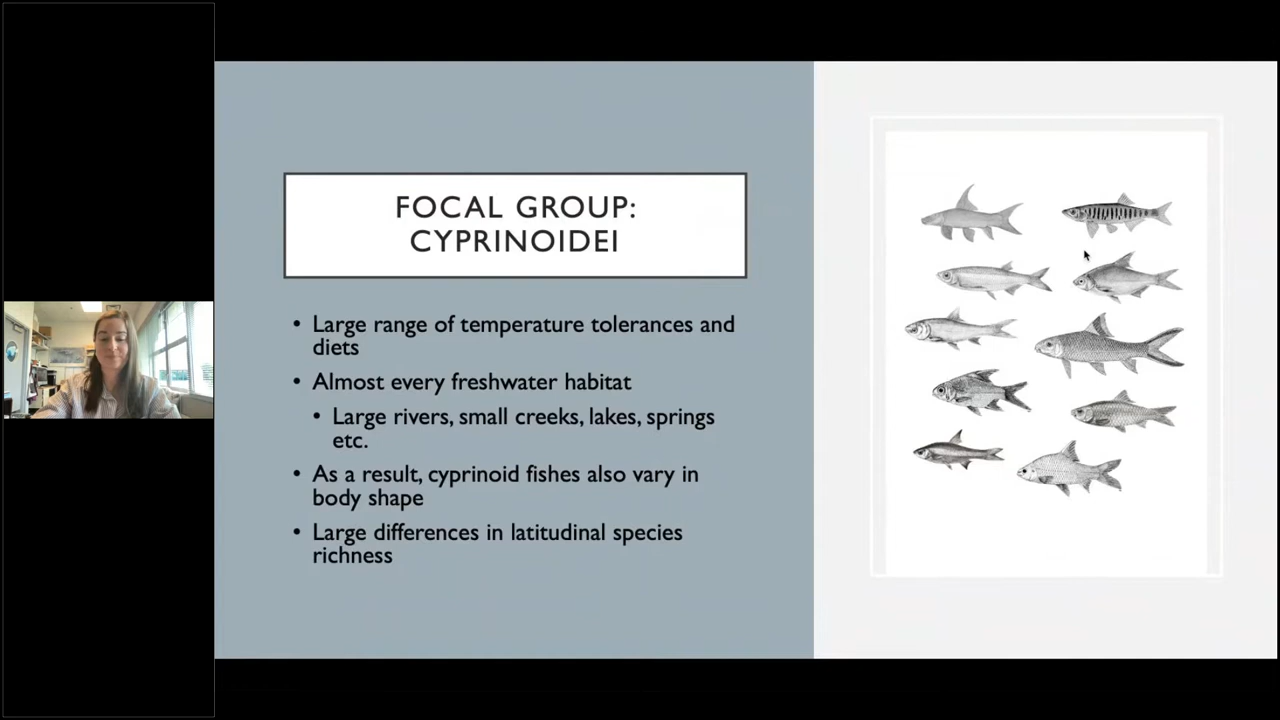 FOCAL GROUP:
CYPRINOIDEI
• Large range of temperature tolerances and
diets
• Almost every freshwater habitat
• Large rivers, small creeks, lakes, springs
etc.
• As a result, cyprinoid fishes also vary in
body shape
• Large differences in latitudinal species
richness